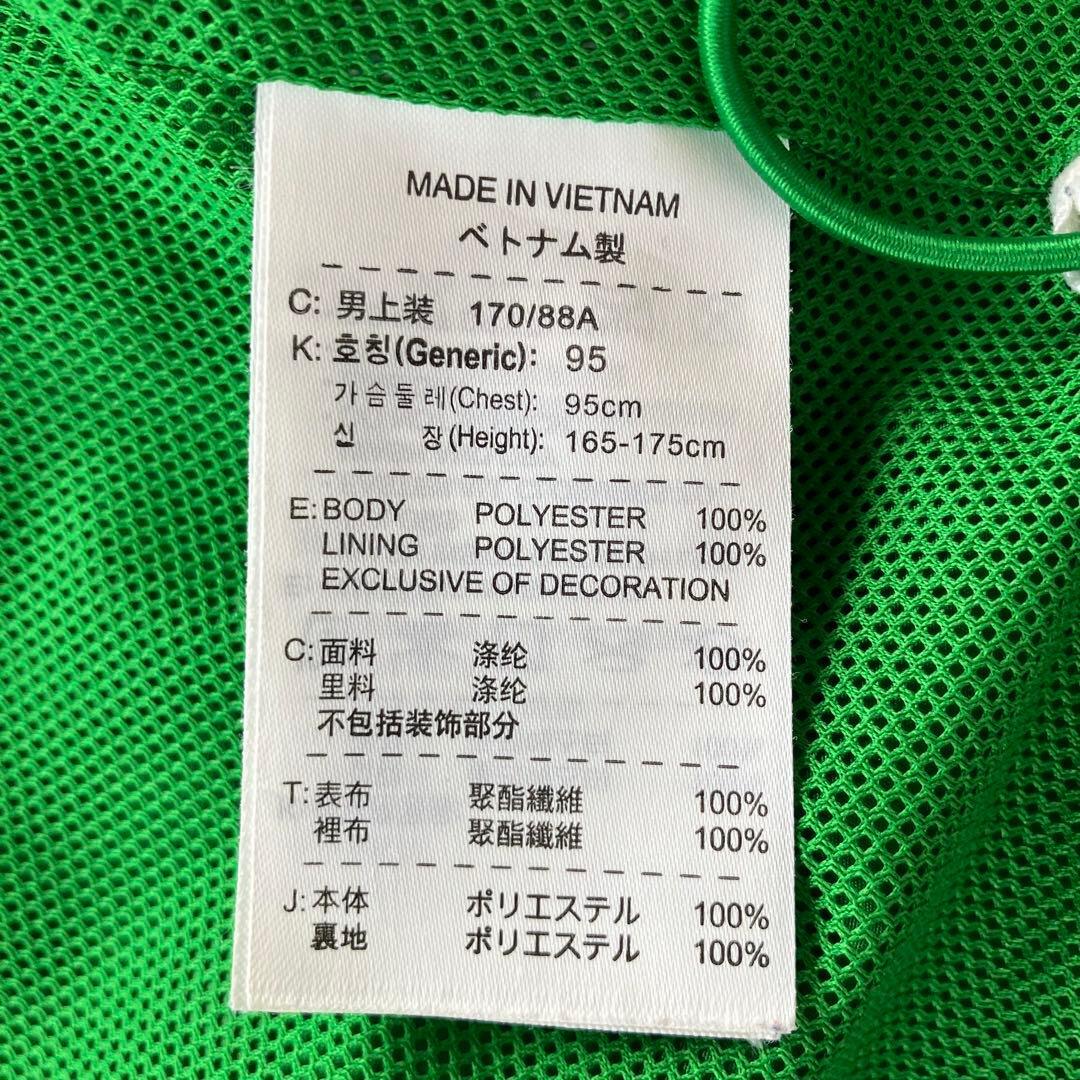 MADE IN VIETNAM
ベトナム製
C: 男上装 170/88A
K: 호칭(Generic): 95
가슴둘레(Chest): 95cm
신 장(Height): 165-175cm
E: BODY POLYESTER 100%
LINING POLYESTER 100%
EXCLUSIVE OF DECORATION
C: 面料 涤纶 100%
里料 涤纶 100%
不包括装饰部分
T: 表布 聚酯纖維 100%
裡布 聚酯纖維 100%
J: 本体 ポリエステル 100%
裏地 ポリエステル 100%